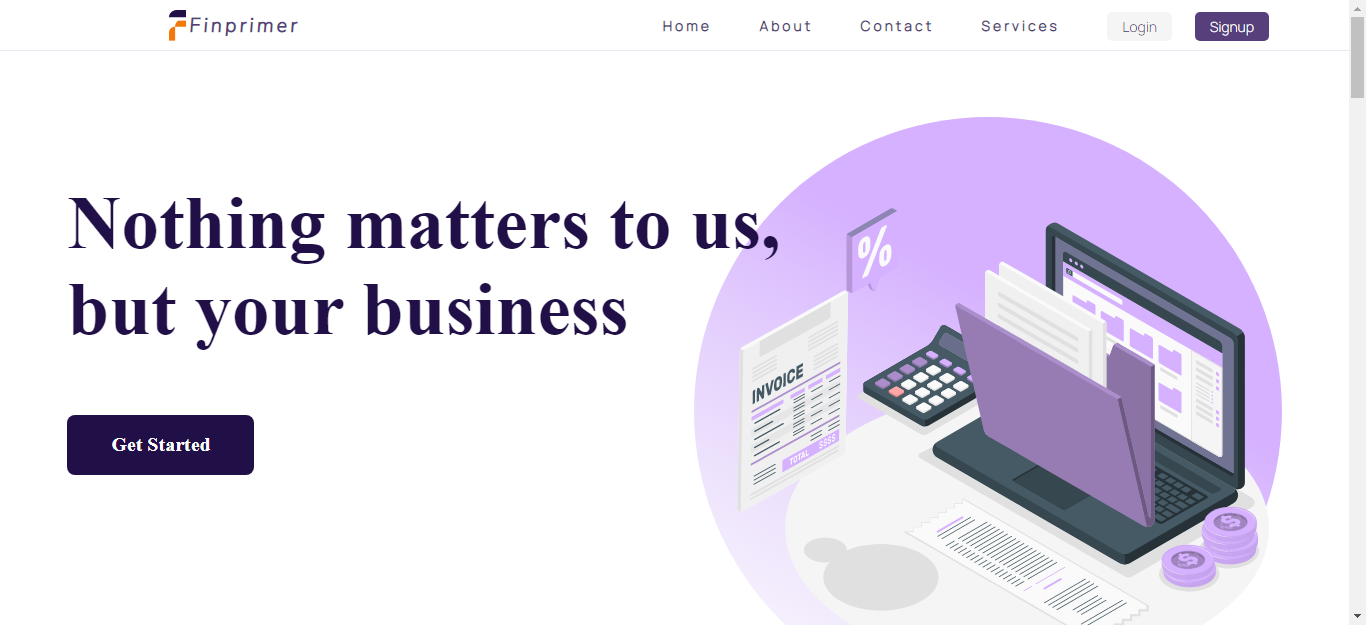 Finprimer
Home About Contact Services Login Signup
Nothing matters to us,
but your business
Get Started
%
INVOICE
TOTAL $$$$
$
$